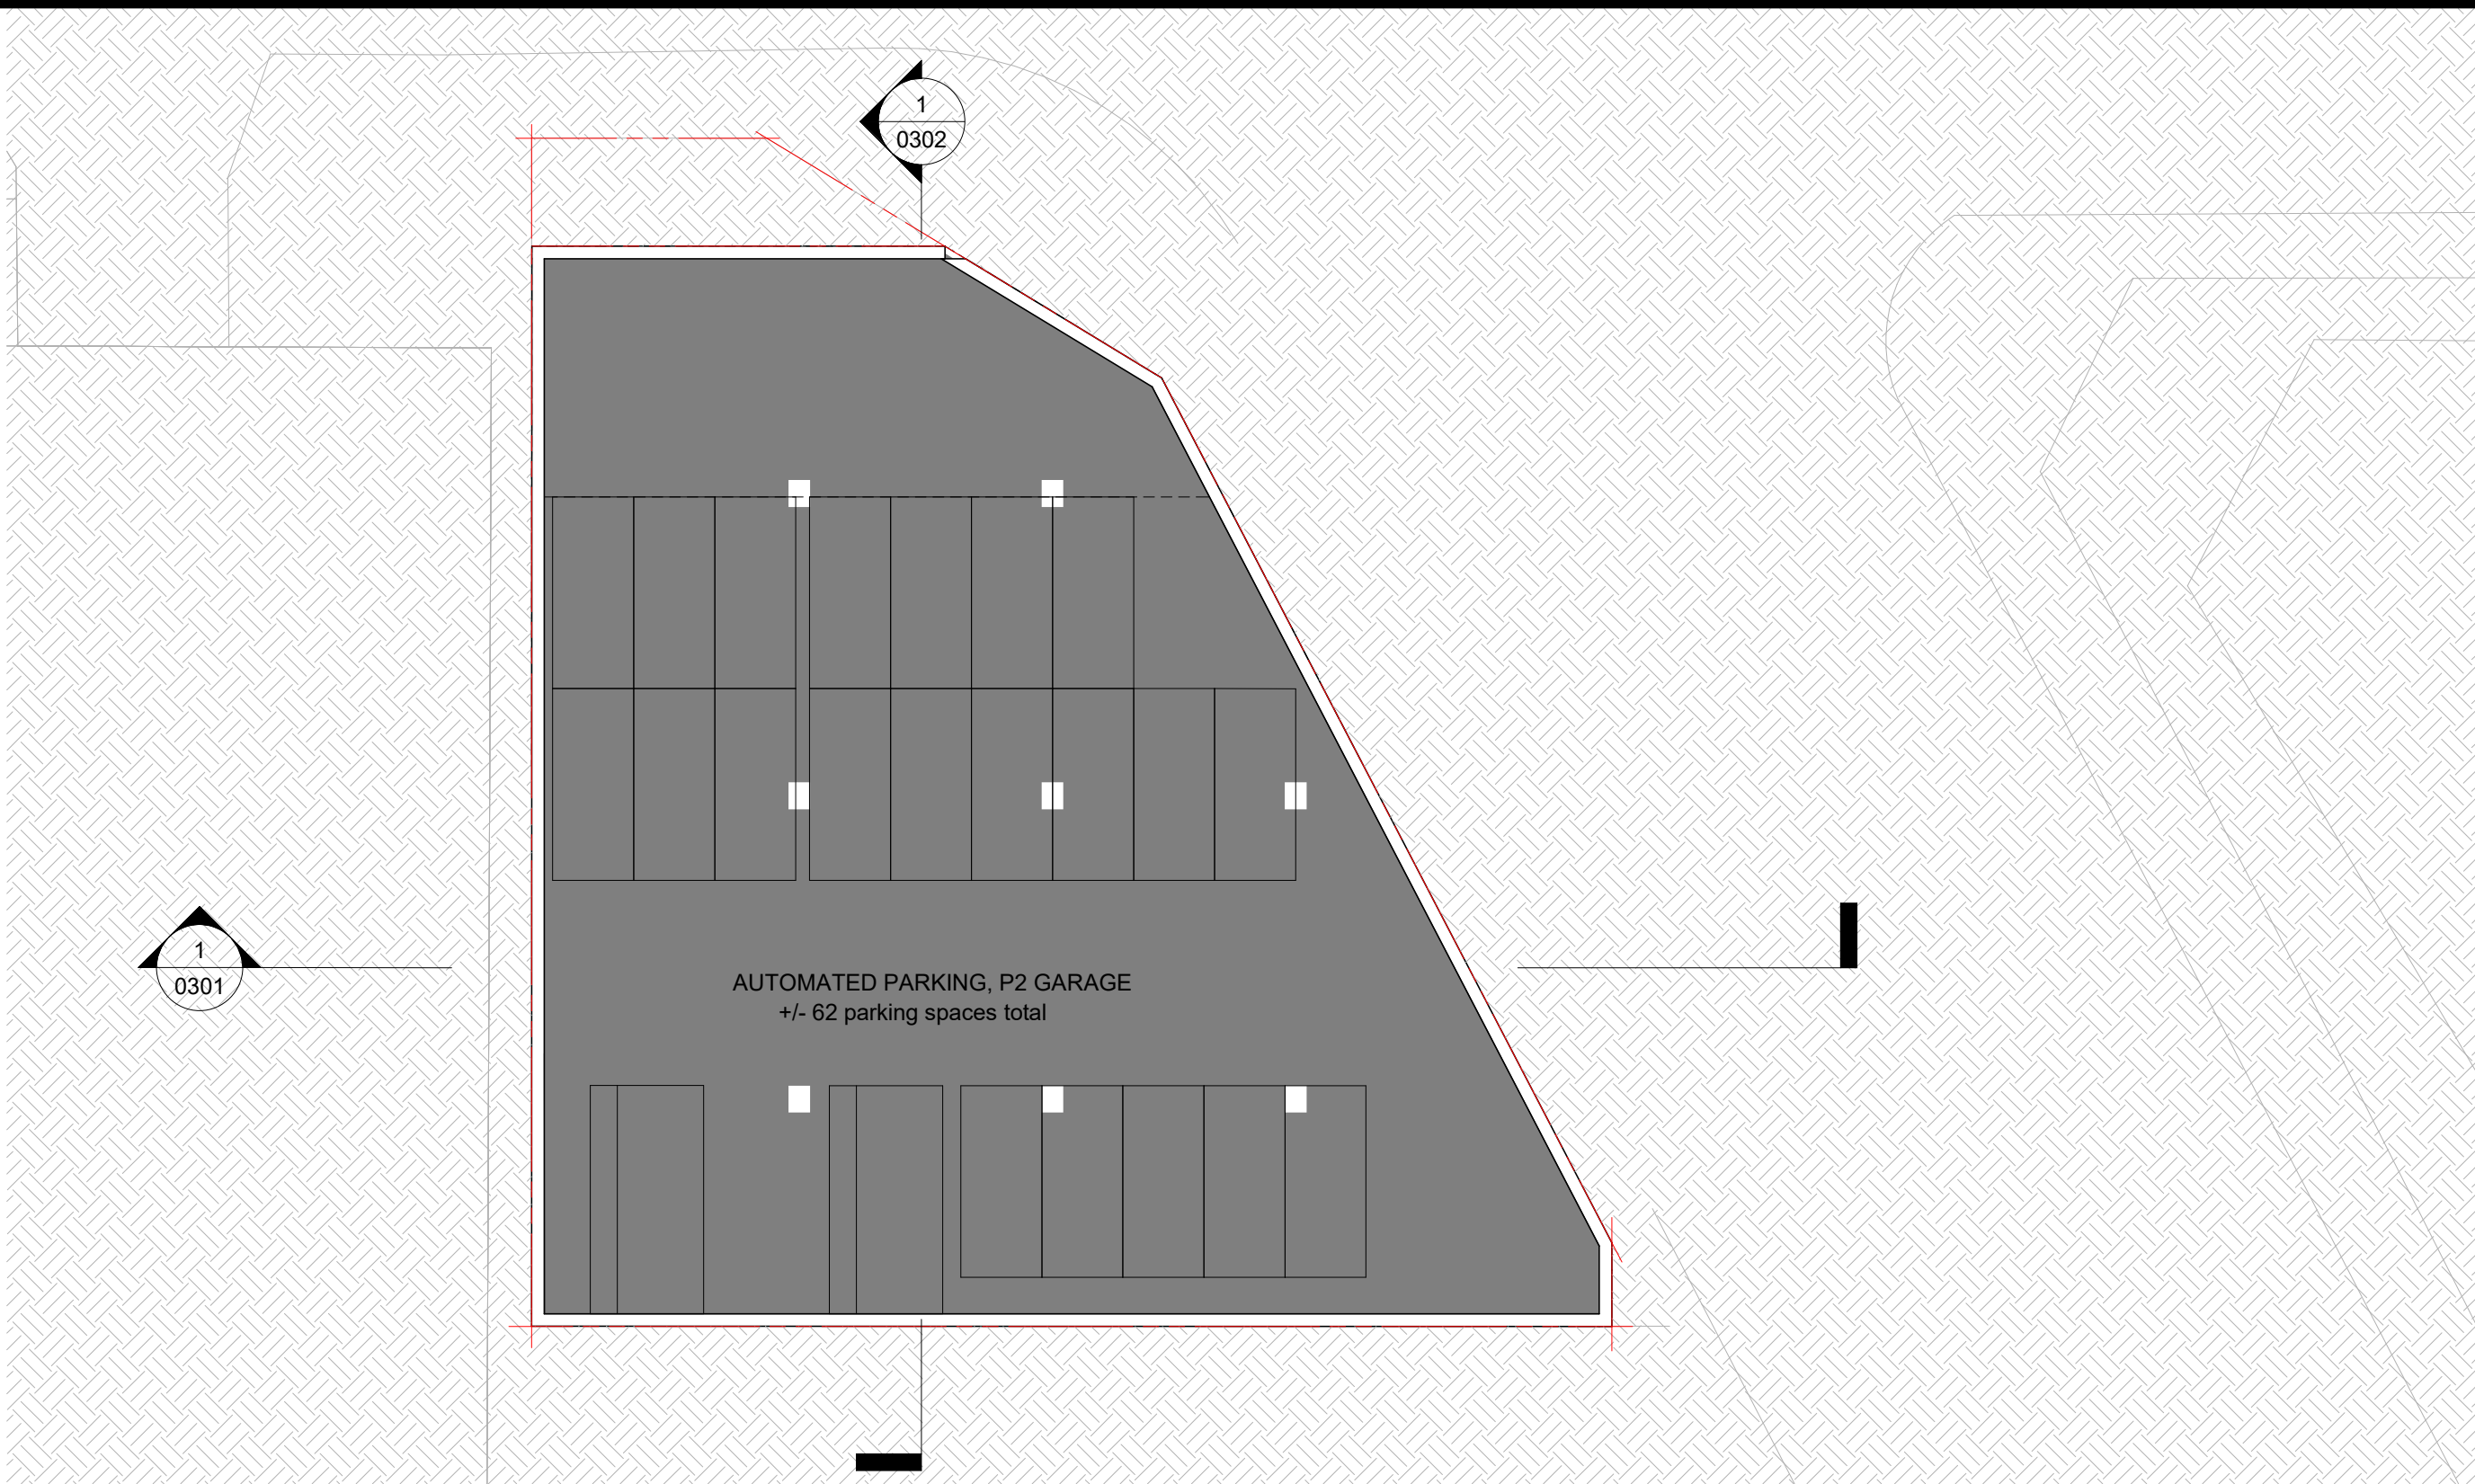 1
0302
1
0301
AUTOMATED PARKING, P2 GARAGE
+/- 62 parking spaces total